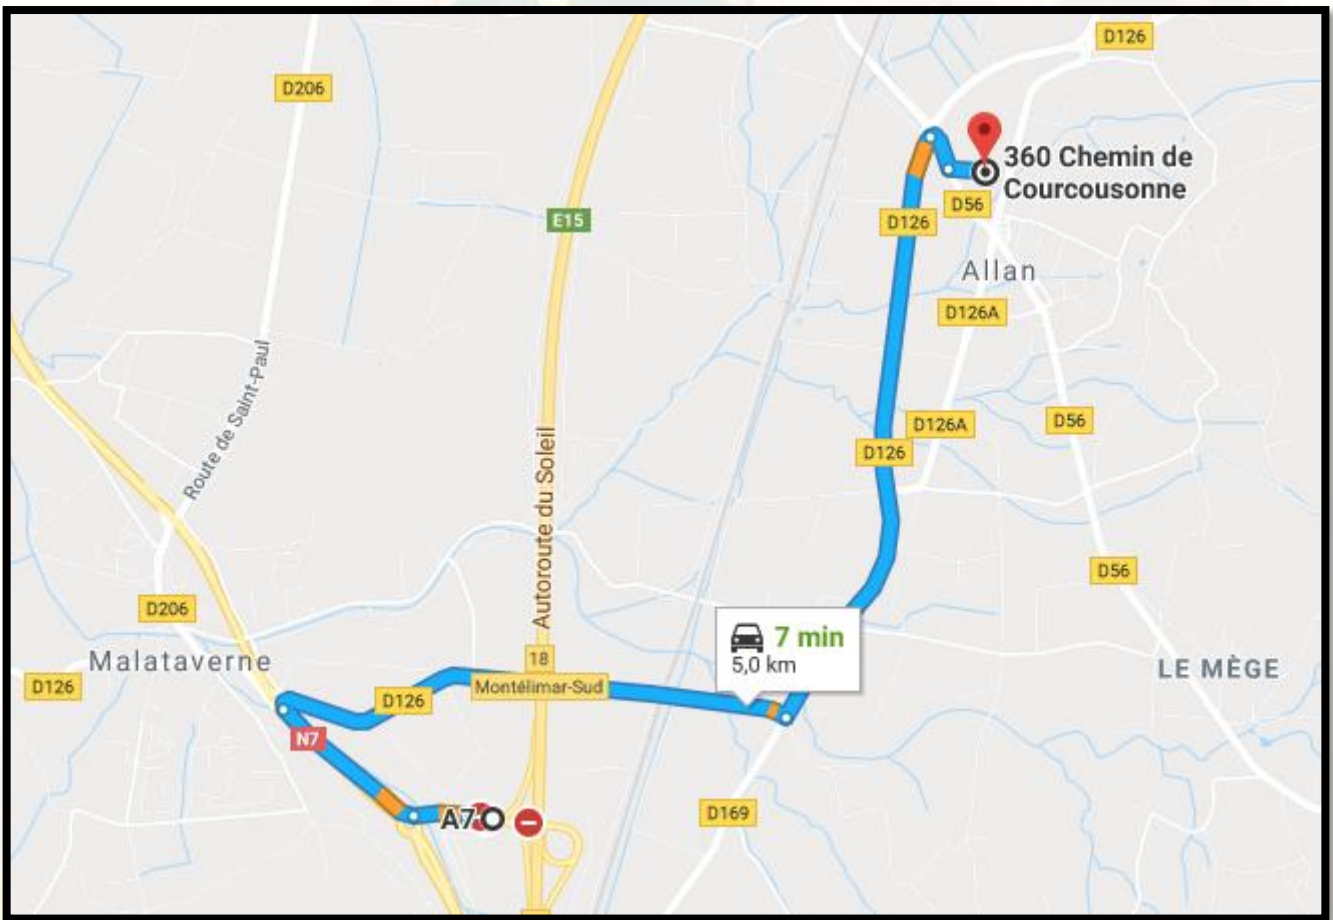 D126
D206
360 Chemin de
Courcousonne
D56
E15
D126
Allan
D126A
Route de Saint-Paul
D56
D126A
Autoroute du Soleil
D126
D56
D206
7 min
5,0 km
Malataverne
18
LE MÈGE
D126
Montélimar-Sud
D126
N7
D169
A7